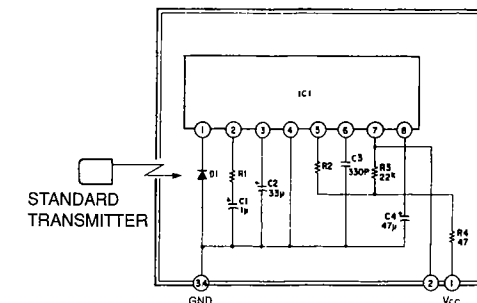 IC1
1 2 3 4 5 6 7 8
D1
R1
R2
C3
330P
R3
22k
C2
33µ
C1
1µ
C4
47µ
R4
47
STANDARD
TRANSMITTER
3.4 2 1
GND Vcc